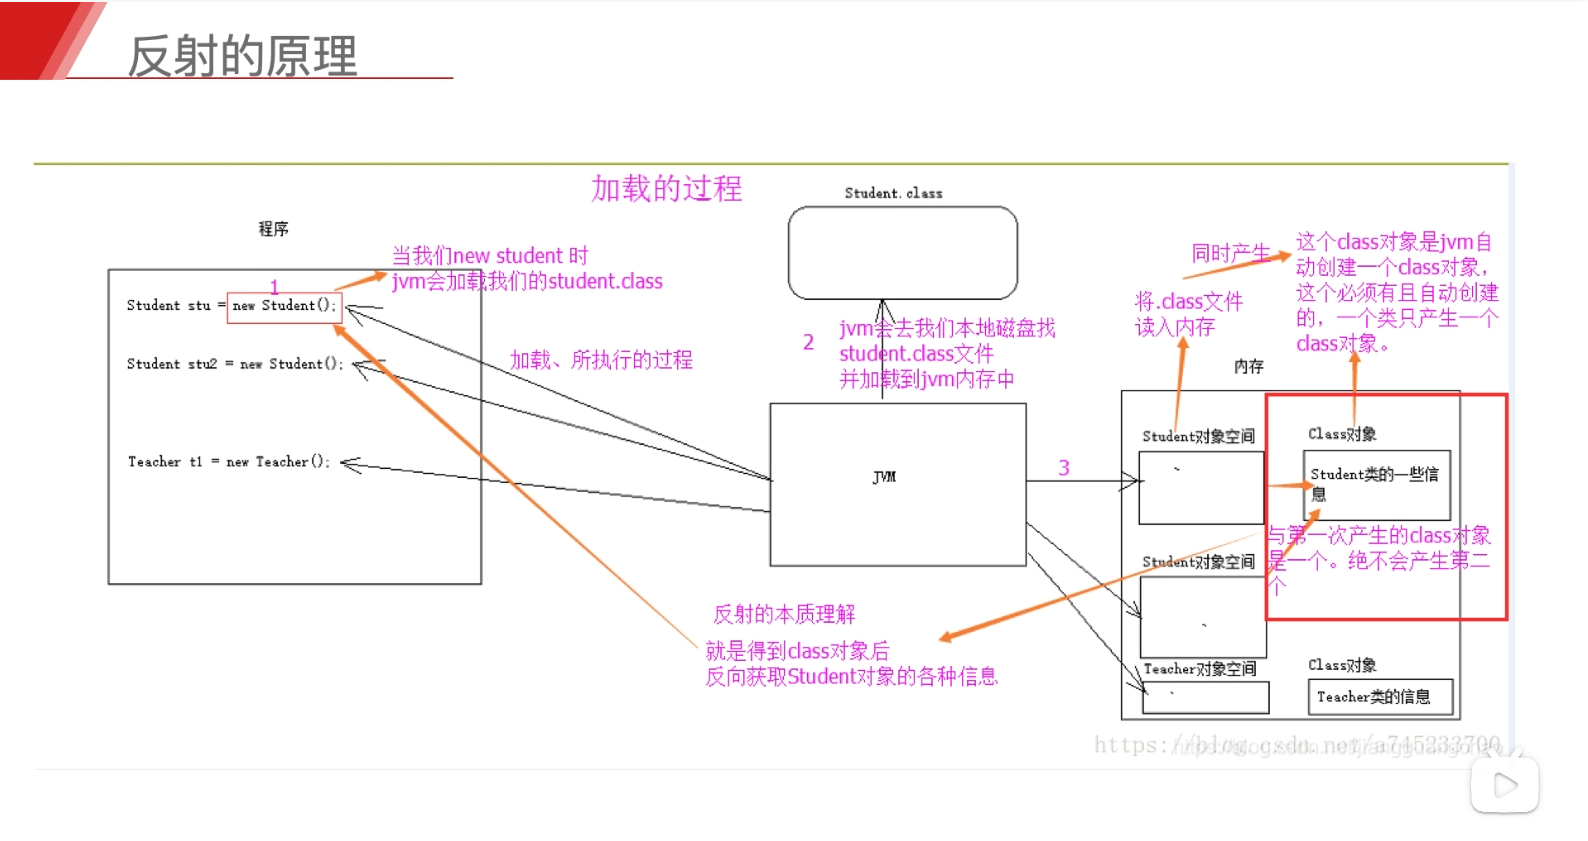 反射的原理
加载的过程
Student.class
程序
当我们new student 时
jvm会加载我们的student.class
1
Student stu = new Student();
Student stu2 = new Student();
Teacher t1 = new Teacher();
加载、所执行的过程
2
jvm会去我们本地磁盘找
student.class文件
并加载到jvm内存中
JVM
3
同时产生
将.class文件
读入内存
这个class对象是jvm自
动创建一个class对象，
这个必须有且自动创建
的，一个类只产生一个
class对象。
内存
Student对象空间
Class对象
Student类的一些信
息
与第一次产生的class对象
是一个。绝不会产生第二
个
Student对象空间
反射的本质理解
就是得到class对象后
反向获取Student对象的各种信息
Teacher对象空间
Class对象
Teacher类的信息
https://blog.csdn.net/a745233700